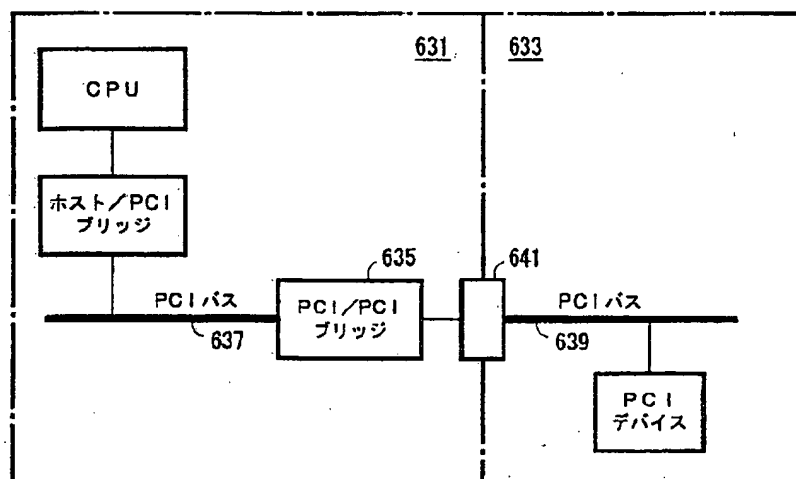 631
633
CPU
ホスト/PCI
ブリッジ
635
641
PCIバス
PCI/PCI
ブリッジ
PCIバス
637
639
PCI
デバイス